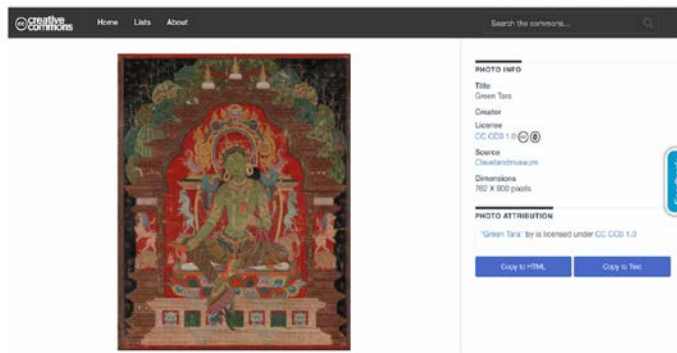 creative commons
Home Lists About
Search the commons...
PHOTO INFO
Title
Green Tara
Creator
License
CC CC0 1.0
Source
Clevelandmuseum
Dimensions
762 X 900 pixels
PHOTO ATTRIBUTION
"Green Tara" by is licensed under CC CC0 1.0
Copy to HTML Copy to Text
Feedback